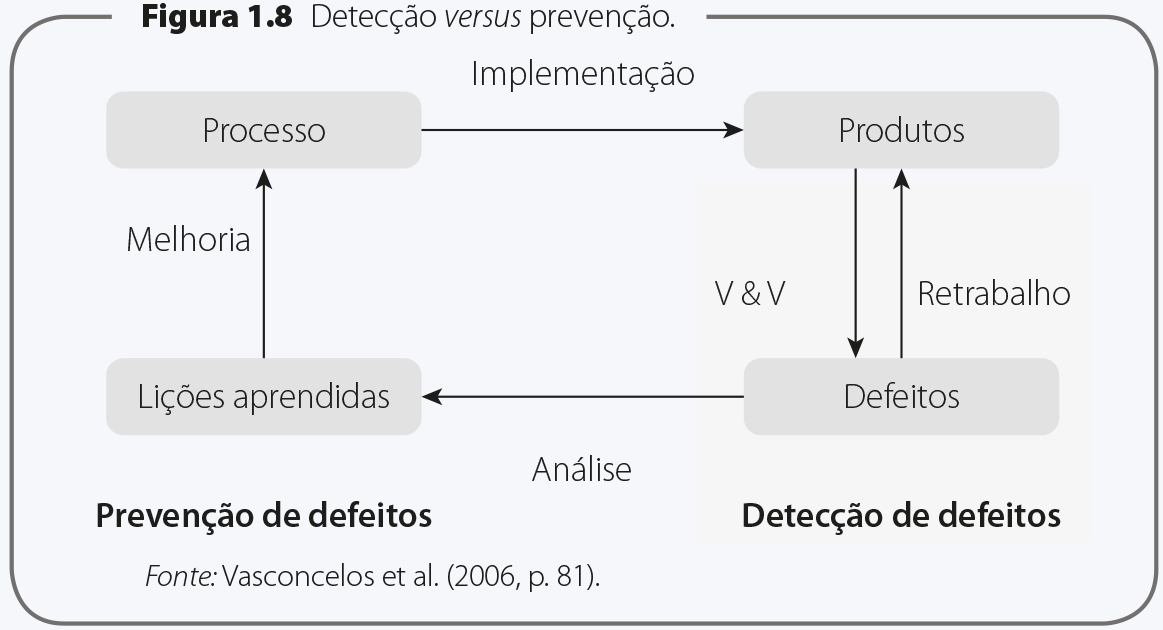 Figura 1.8 Detecção versus prevenção.
Implementação
Processo
Produtos
Melhoria
V & V
Retrabalho
Lições aprendidas
Defeitos
Análise
Prevenção de defeitos
Detecção de defeitos
Fonte: Vasconcelos et al. (2006, p. 81).